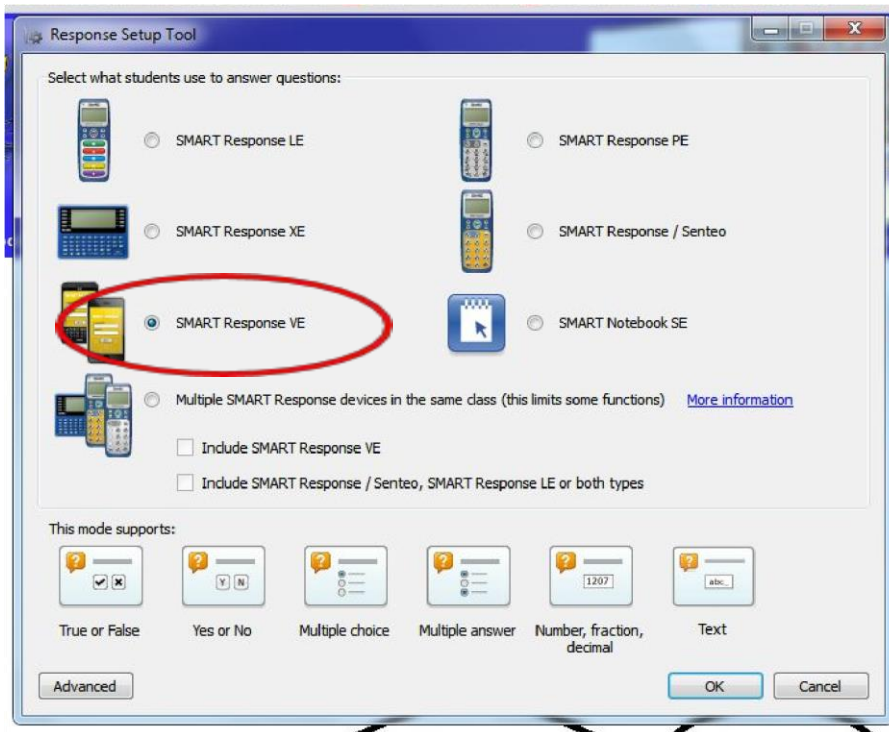 Response Setup Tool
Select what students use to answer questions:
SMART Response LE
SMART Response PE
SMART Response XE
SMART Response / Senteo
SMART Response VE
SMART Notebook SE
Multiple SMART Response devices in the same class (this limits some functions) More information
Include SMART Response VE
Include SMART Response / Senteo, SMART Response LE or both types
This mode supports:
Y N
1207
abc_
True or False
Yes or No
Multiple choice
Multiple answer
Number, fraction,
decimal
Text
Advanced
OK
Cancel